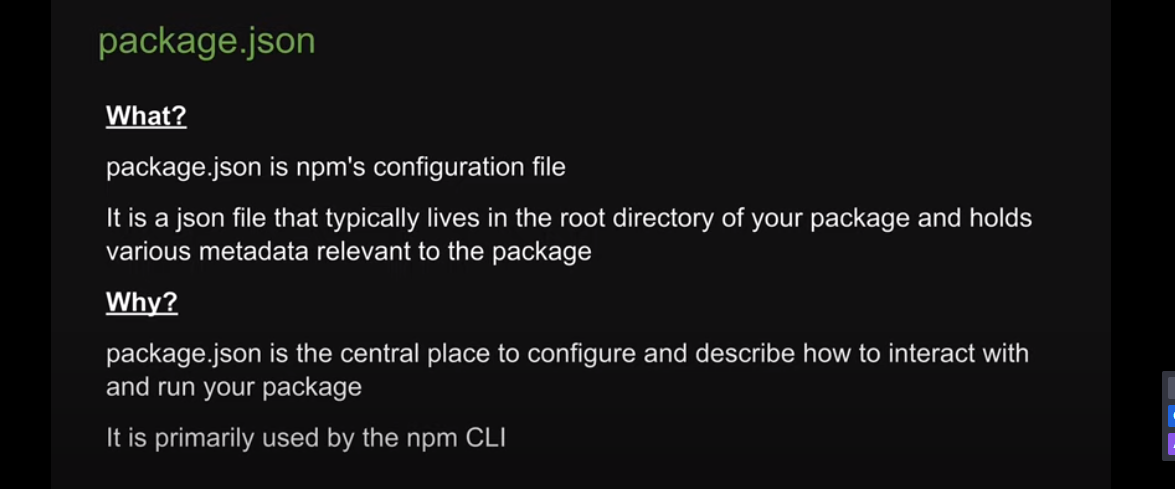 package.json
What?
package.json is npm's configuration file
It is a json file that typically lives in the root directory of your package and holds
various metadata relevant to the package
Why?
package.json is the central place to configure and describe how to interact with
and run your package
It is primarily used by the npm CLI